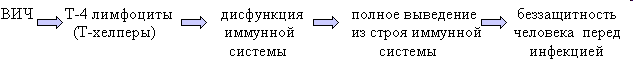 ВИЧ Т-4 лимфоциты дисфункция полное выведение беззащитность
(Т-хелперы) иммунной из строя иммунной человека перед
системы системы инфекцией